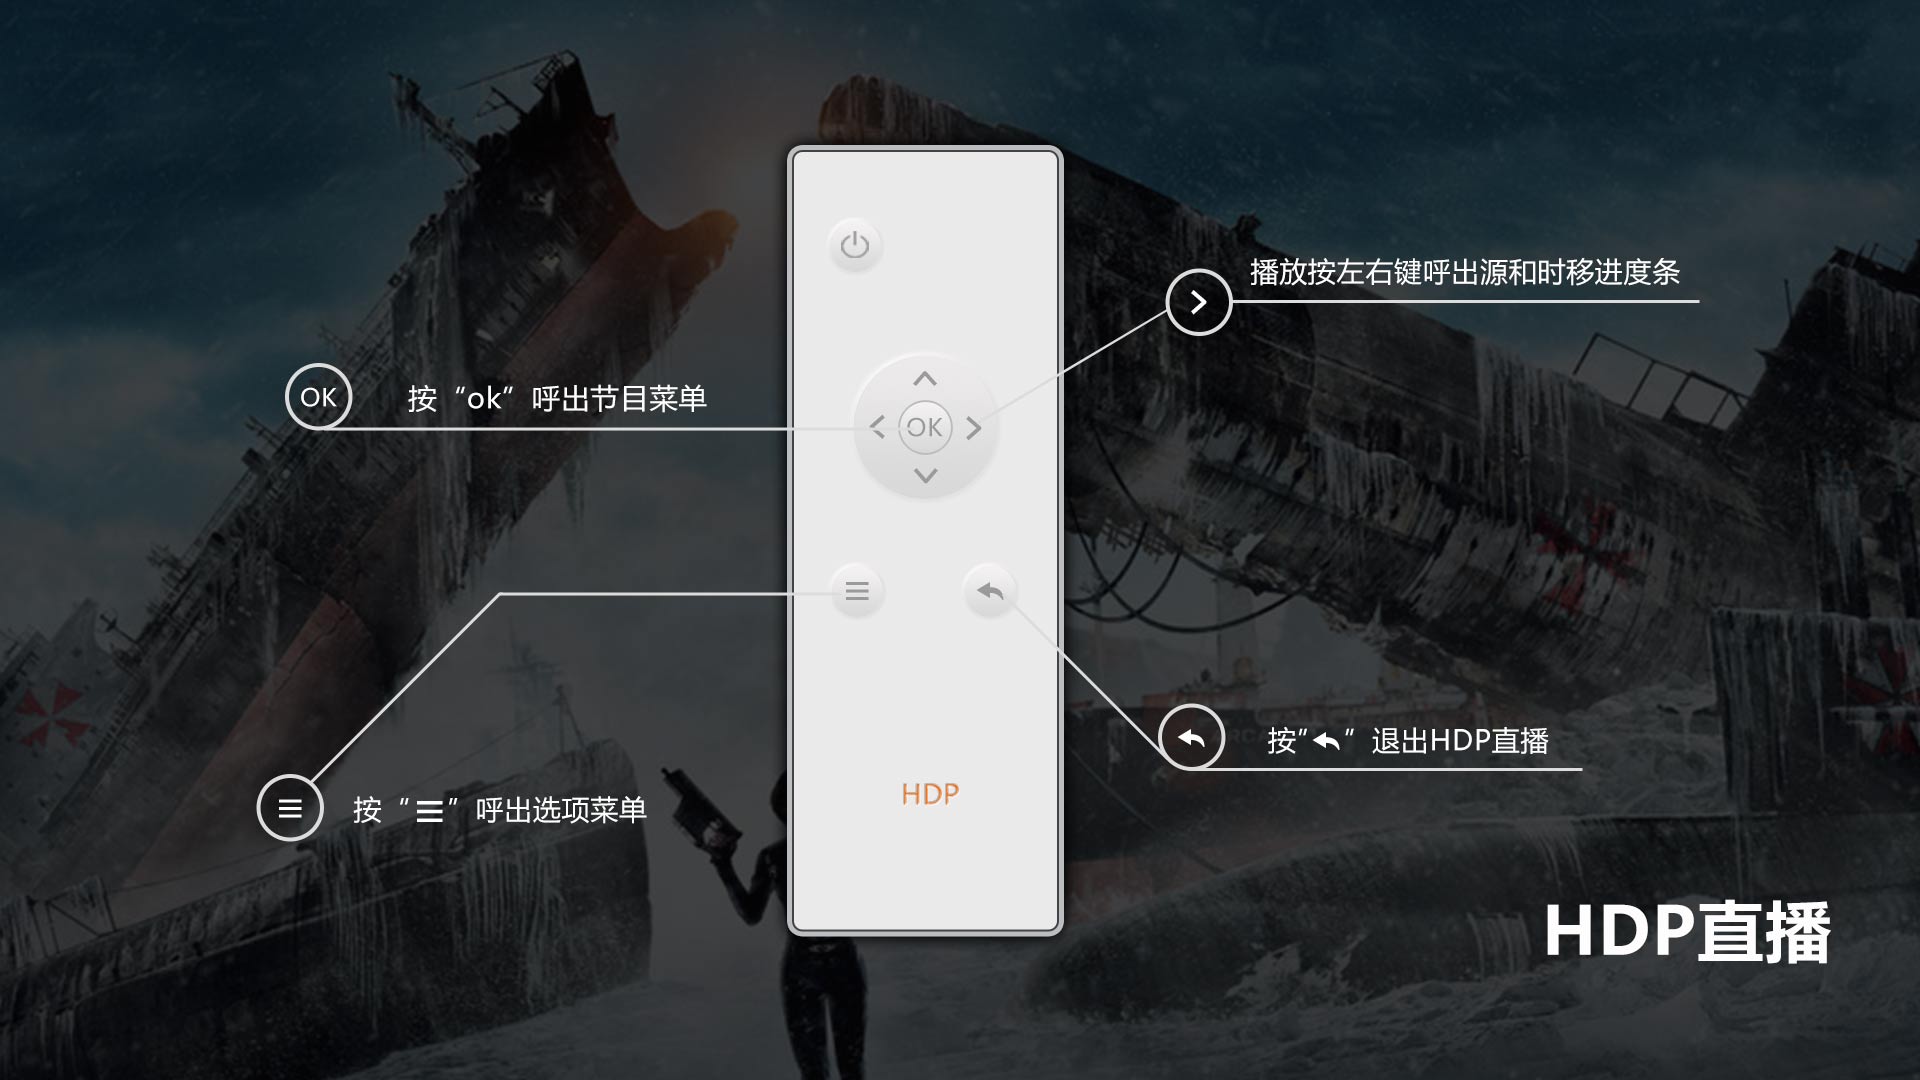 播放按左右键呼出源和时移进度条
OK
按“ok”呼出节目菜单
OK
按“≡”呼出选项菜单
按“ ”退出HDP直播
HDP
HDP直播